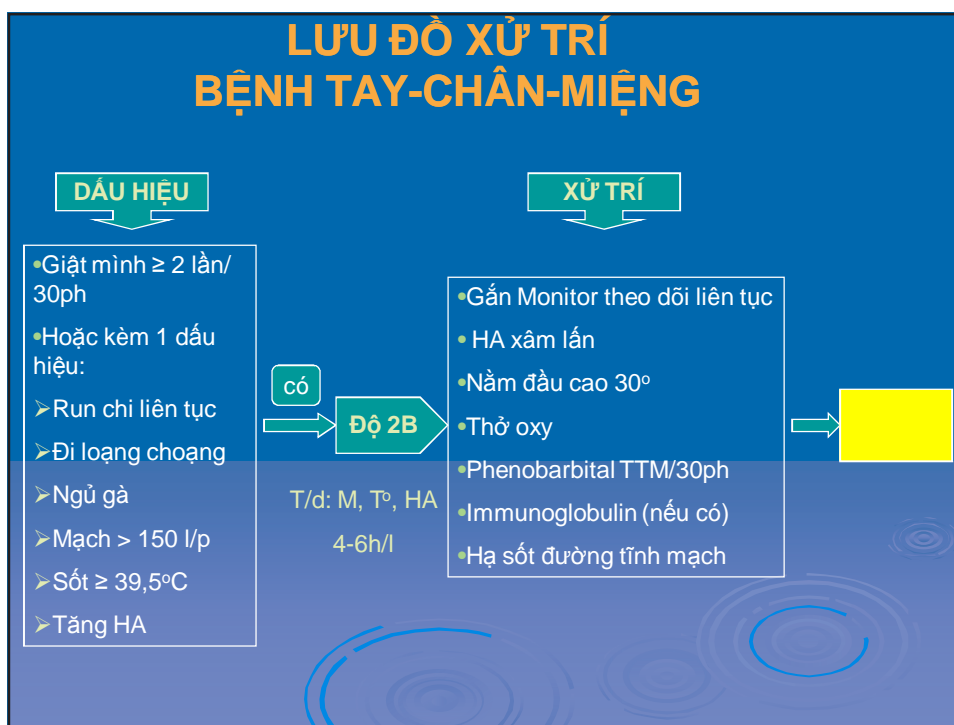 LƯU ĐỒ XỬ TRÍ
BỆNH TAY-CHÂN-MIỆNG
DẤU HIỆU
•Giật mình ≥ 2 lần/
30ph
•Hoặc kèm 1 dấu
hiệu:
➢Run chi liên tục
➢Đi loạng choạng
➢Ngủ gà
➢Mạch > 150 l/p
➢Sốt ≥ 39,5ºC
➢Tăng HA
có
Độ 2B
T/d: M, Tº, HA
4-6h/l
XỬ TRÍ
•Gắn Monitor theo dõi liên tục
• HA xâm lấn
•Nằm đầu cao 30º
•Thở oxy
•Phenobarbital TTM/30ph
•Immunoglobulin (nếu có)
•Hạ sốt đường tĩnh mạch